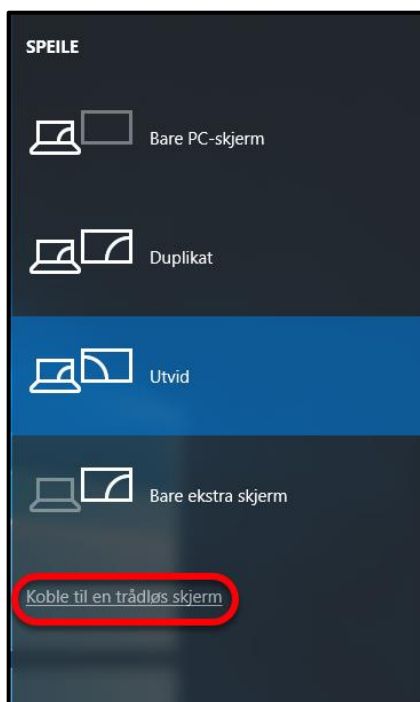 SPEILE
Bare PC-skjerm
Duplikat
Utvid
Bare ekstra skjerm
Koble til en trådløs skjerm